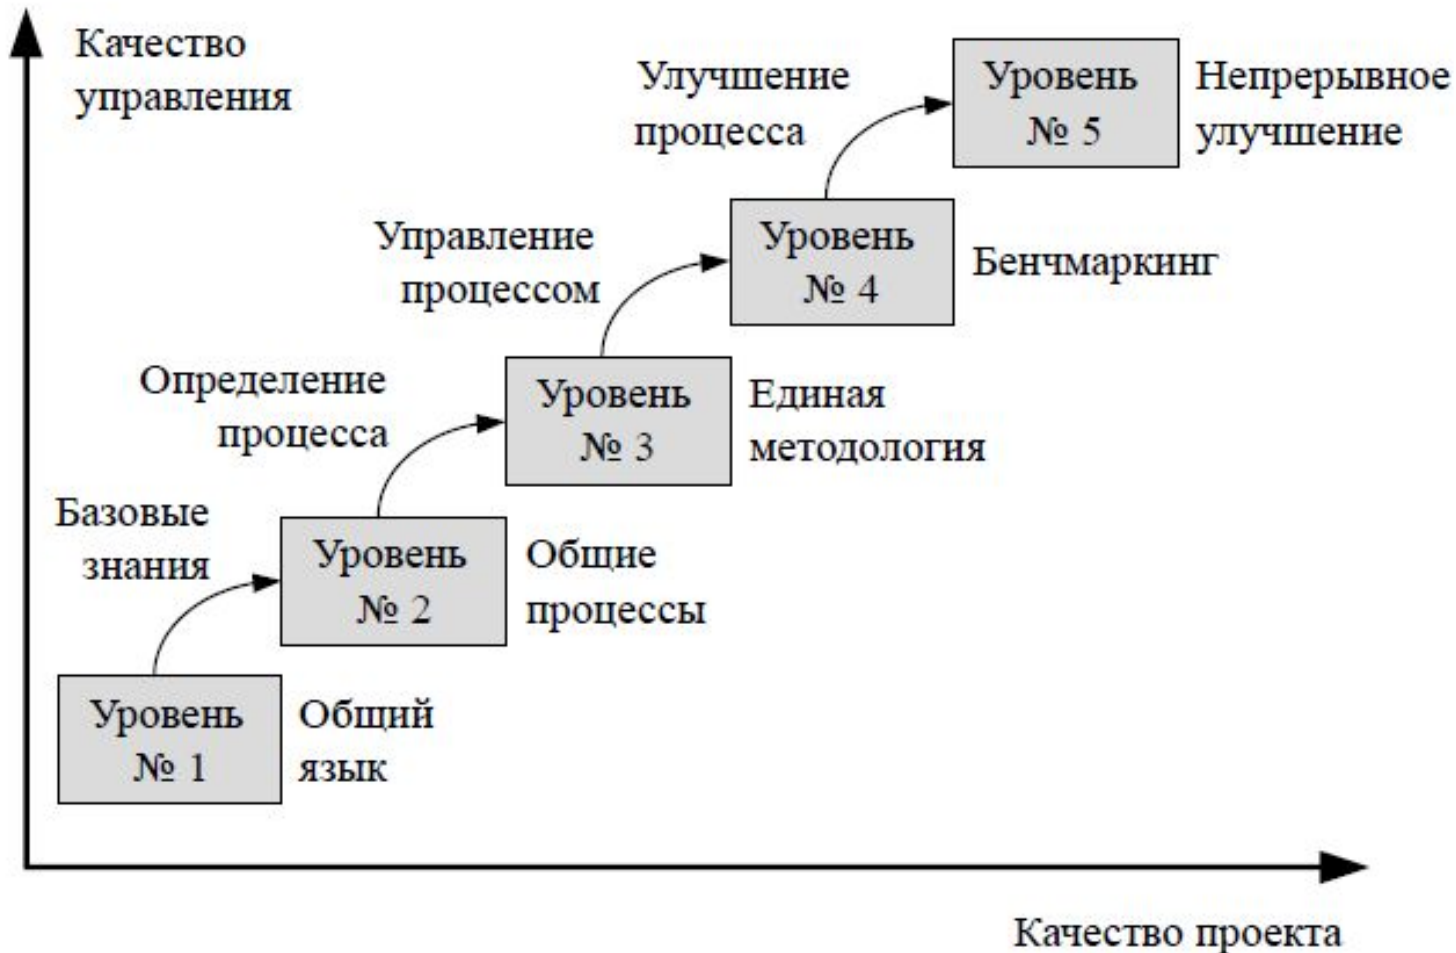 Качество
управления
Улучшение
процесса
Уровень
№ 5
Непрерывное
улучшение
Управление
процессом
Уровень
№ 4
Бенчмаркинг
Определение
процесса
Уровень
№ 3
Единая
методология
Базовые
знания
Уровень
№ 2
Общие
процессы
Уровень
№ 1
Общий
язык
Качество проекта